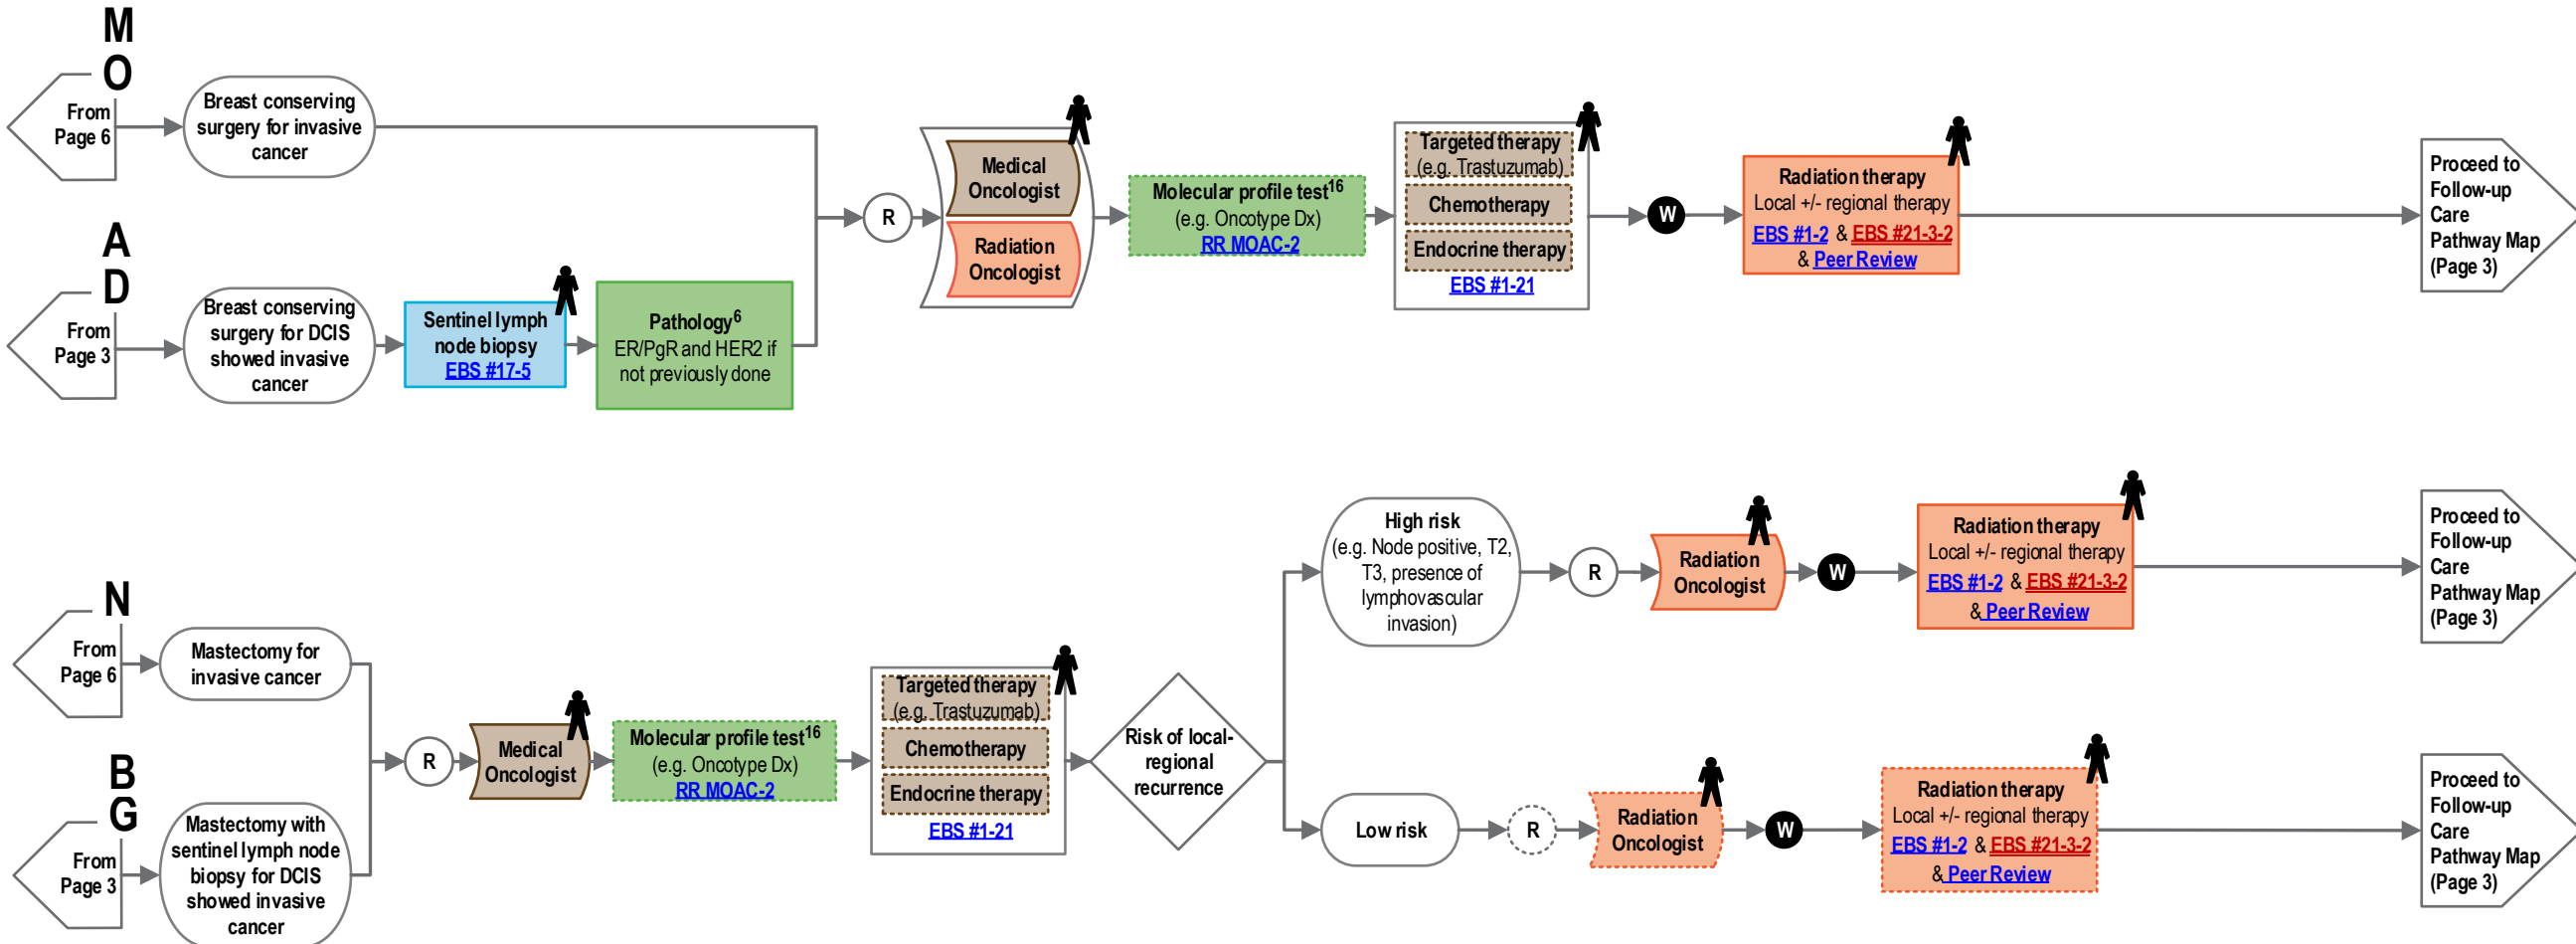 M
O
From
Page 6
Breast conserving
surgery for invasive
cancer
A
D
From
Page 3
Breast conserving
surgery for DCIS
showed invasive
cancer
Sentinel lymph
node biopsy
EBS #17-5
Pathology6
ER/PgR and HER2 if
not previously done
R
Medical
Oncologist
Radiation
Oncologist
Molecular profile test16
(e.g. Oncotype Dx)
RR MOAC-2
Targeted therapy
(e.g. Trastuzumab)
Chemotherapy
Endocrine therapy
EBS #1-21
W
Radiation therapy
Local +/- regional therapy
EBS #1-2 & EBS #21-3-2
& Peer Review
Proceed to
Follow-up
Care
Pathway Map
(Page 3)
N
From
Page 6
Mastectomy for
invasive cancer
B
G
From
Page 3
Mastectomy with
sentinel lymph node
biopsy for DCIS
showed invasive
cancer
R
Medical
Oncologist
Molecular profile test16
(e.g. Oncotype Dx)
RR MOAC-2
Targeted therapy
(e.g. Trastuzumab)
Chemotherapy
Endocrine therapy
EBS #1-21
Risk of local-
regional
recurrence
High risk
(e.g. Node positive, T2,
T3, presence of
lymphovascular
invasion)
R
Radiation
Oncologist
W
Radiation therapy
Local +/- regional therapy
EBS #1-2 & EBS #21-3-2
& Peer Review
Proceed to
Follow-up
Care
Pathway Map
(Page 3)
Low risk
R
Radiation
Oncologist
W
Radiation therapy
Local +/- regional therapy
EBS #1-2 & EBS #21-3-2
& Peer Review
Proceed to
Follow-up
Care
Pathway Map
(Page 3)